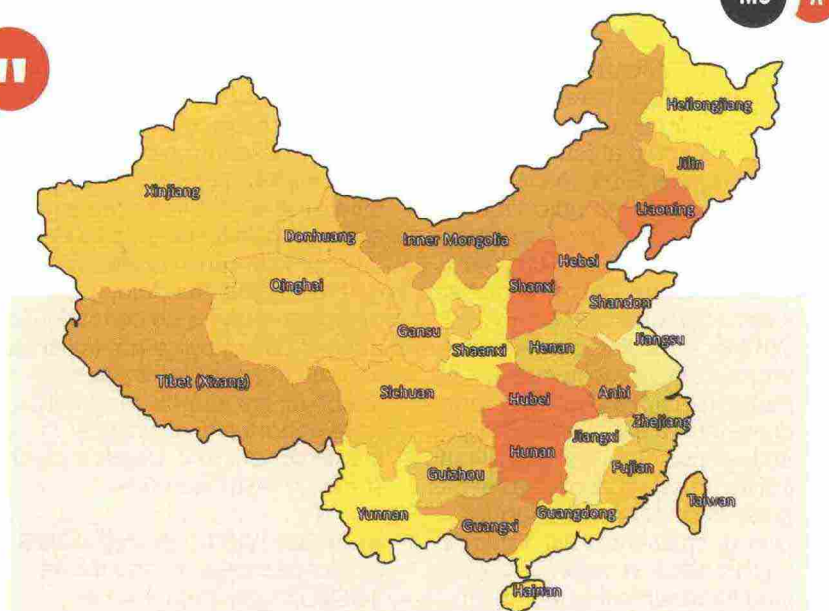 Heilongjiang
Jilin
Xinjiang
Liaoning
Donhuang
Inner Mongolia
Hebei
Qinghai
Shanxi
Shandon
Gansu
Jiangsu
Shaanxi
Henan
Tibet (Xizang)
Sichuan
Hubei
Anhi
Zhejiang
Jiangxi
Hunan
Guizhou
Fujian
Taiwan
Yunnan
Guangxi
Guangdong
Hainan